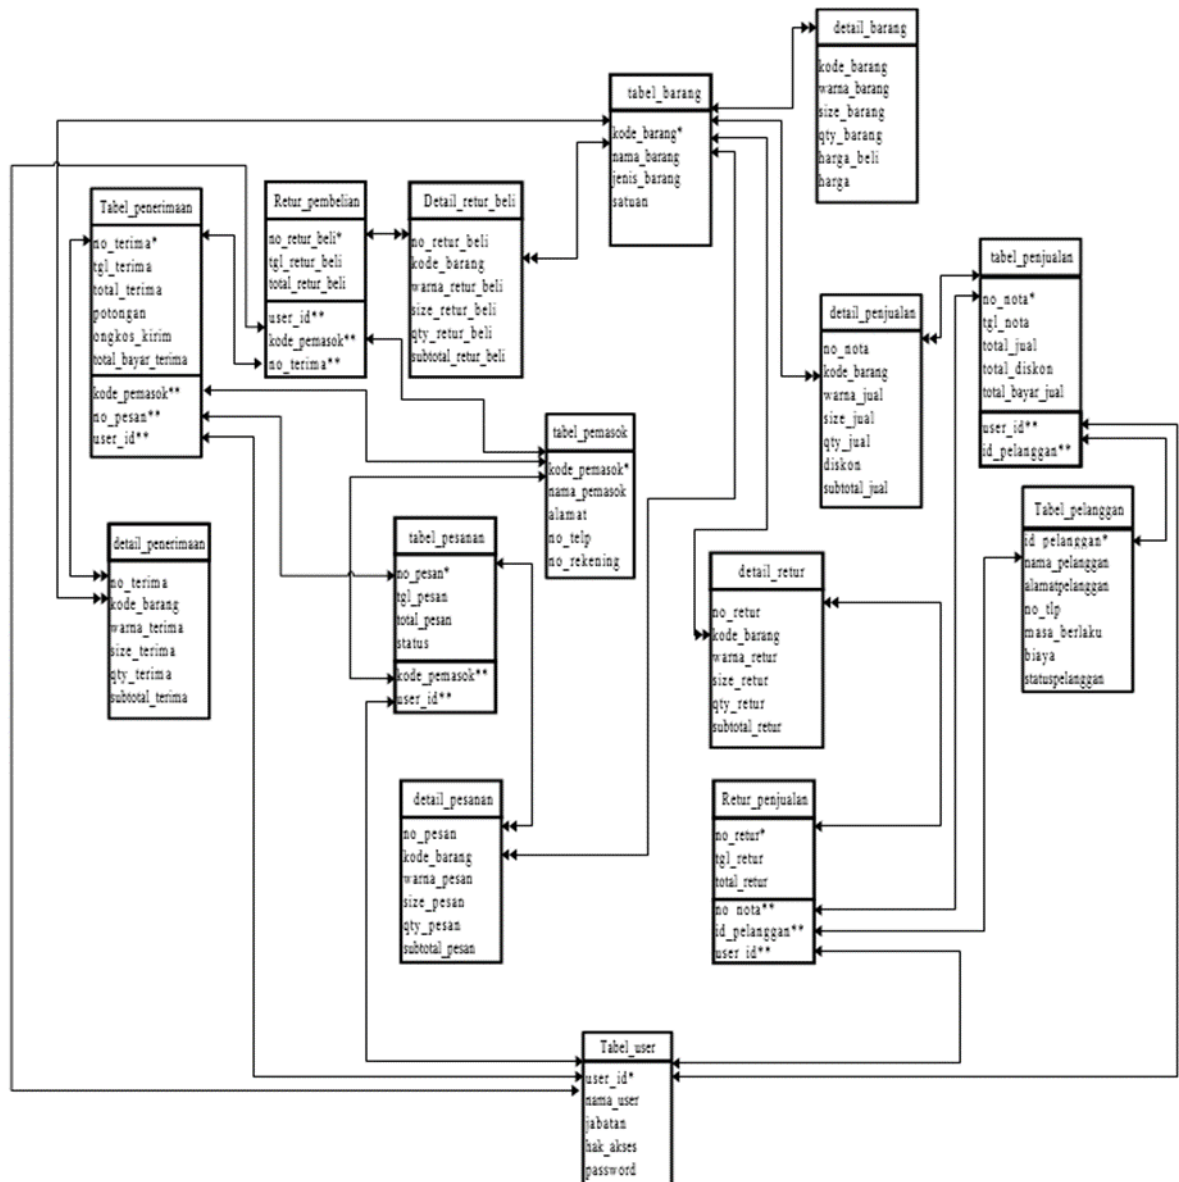 detail_barang
kode_barang
warna_barang
size_barang
qty_barang
harga_beli
harga
tabel_barang
kode_barang*
nama_barang
jenis_barang
satuan
Tabel_penerimaan
no_terima*
tgl_terima
total_terima
potongan
ongkos_kirim
total_bayar_terima
kode_pemasok**
no_pesan**
user_id**
Retur_pembelian
no_retur_beli*
tgl_retur_beli
total_retur_beli
user_id**
kode_pemasok**
no_terima**
Detail_retur_beli
no_retur_beli
kode_barang
warna_retur_beli
size_retur_beli
qty_retur_beli
subtotal_retur_beli
tabel_penjualan
no_nota*
tgl_nota
total_jual
total_diskon
total_bayar_jual
user_id**
id_pelanggan**
detail_penjualan
no_nota
kode_barang
warna_jual
size_jual
qty_jual
diskon
subtotal_jual
tabel_pemasok
kode_pemasok*
nama_pemasok
alamat
no_telp
no_rekening
Tabel_pelanggan
id_pelanggan*
nama_pelanggan
alamatpelanggan
no_tlp
masa_berlaku
biaya
statuspelanggan
detail_penerimaan
no_terima
kode_barang
warna_terima
size_terima
qty_terima
subtotal_terima
tabel_pesanan
no_pesan*
tgl_pesan
total_pesan
status
kode_pemasok**
user_id**
detail_retur
no_retur
kode_barang
warna_retur
size_retur
qty_retur
subtotal_retur
detail_pesanan
no_pesan
kode_barang
warna_pesan
size_pesan
qty_pesan
subtotal_pesan
Retur_penjualan
no_retur*
tgl_retur
total_retur
no_nota**
id_pelanggan**
user_id**
Tabel_user
user_id*
nama_user
jabatan
hak_akses
password